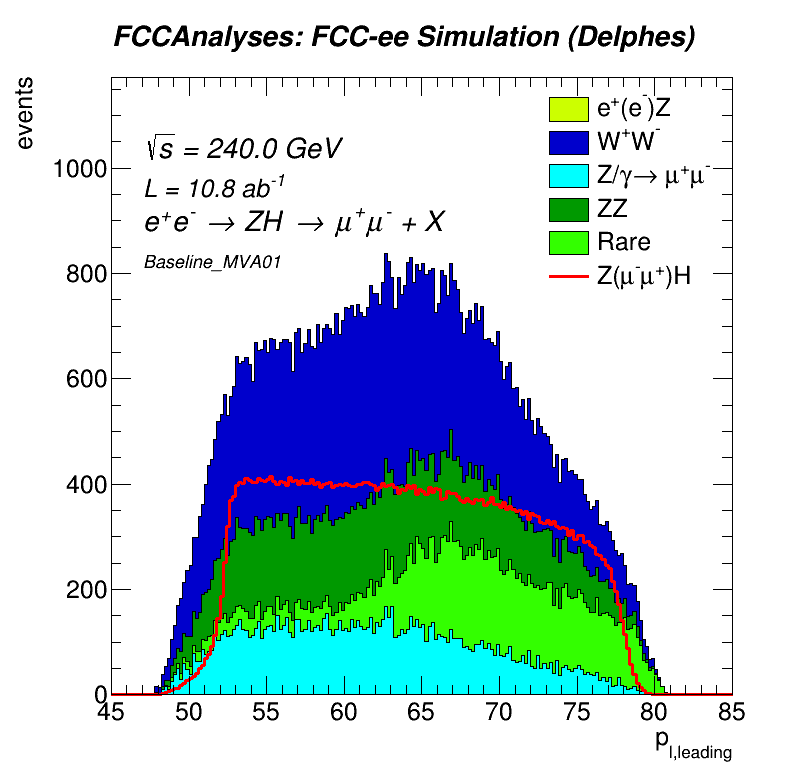 FCCAnalyses: FCC-ee Simulation (Delphes)
events
√s = 240.0 GeV
L = 10.8 ab⁻¹
e⁺e⁻ → ZH → μ⁺μ⁻ + X
Baseline_MVA01
e⁺(e⁻)Z
W⁺W⁻
Z/γ→ μ⁺μ⁻
ZZ
Rare
Z(μ⁻μ⁺)H
1000
800
600
400
200
0
45 50 55 60 65 70 75 80 85
p_l,leading